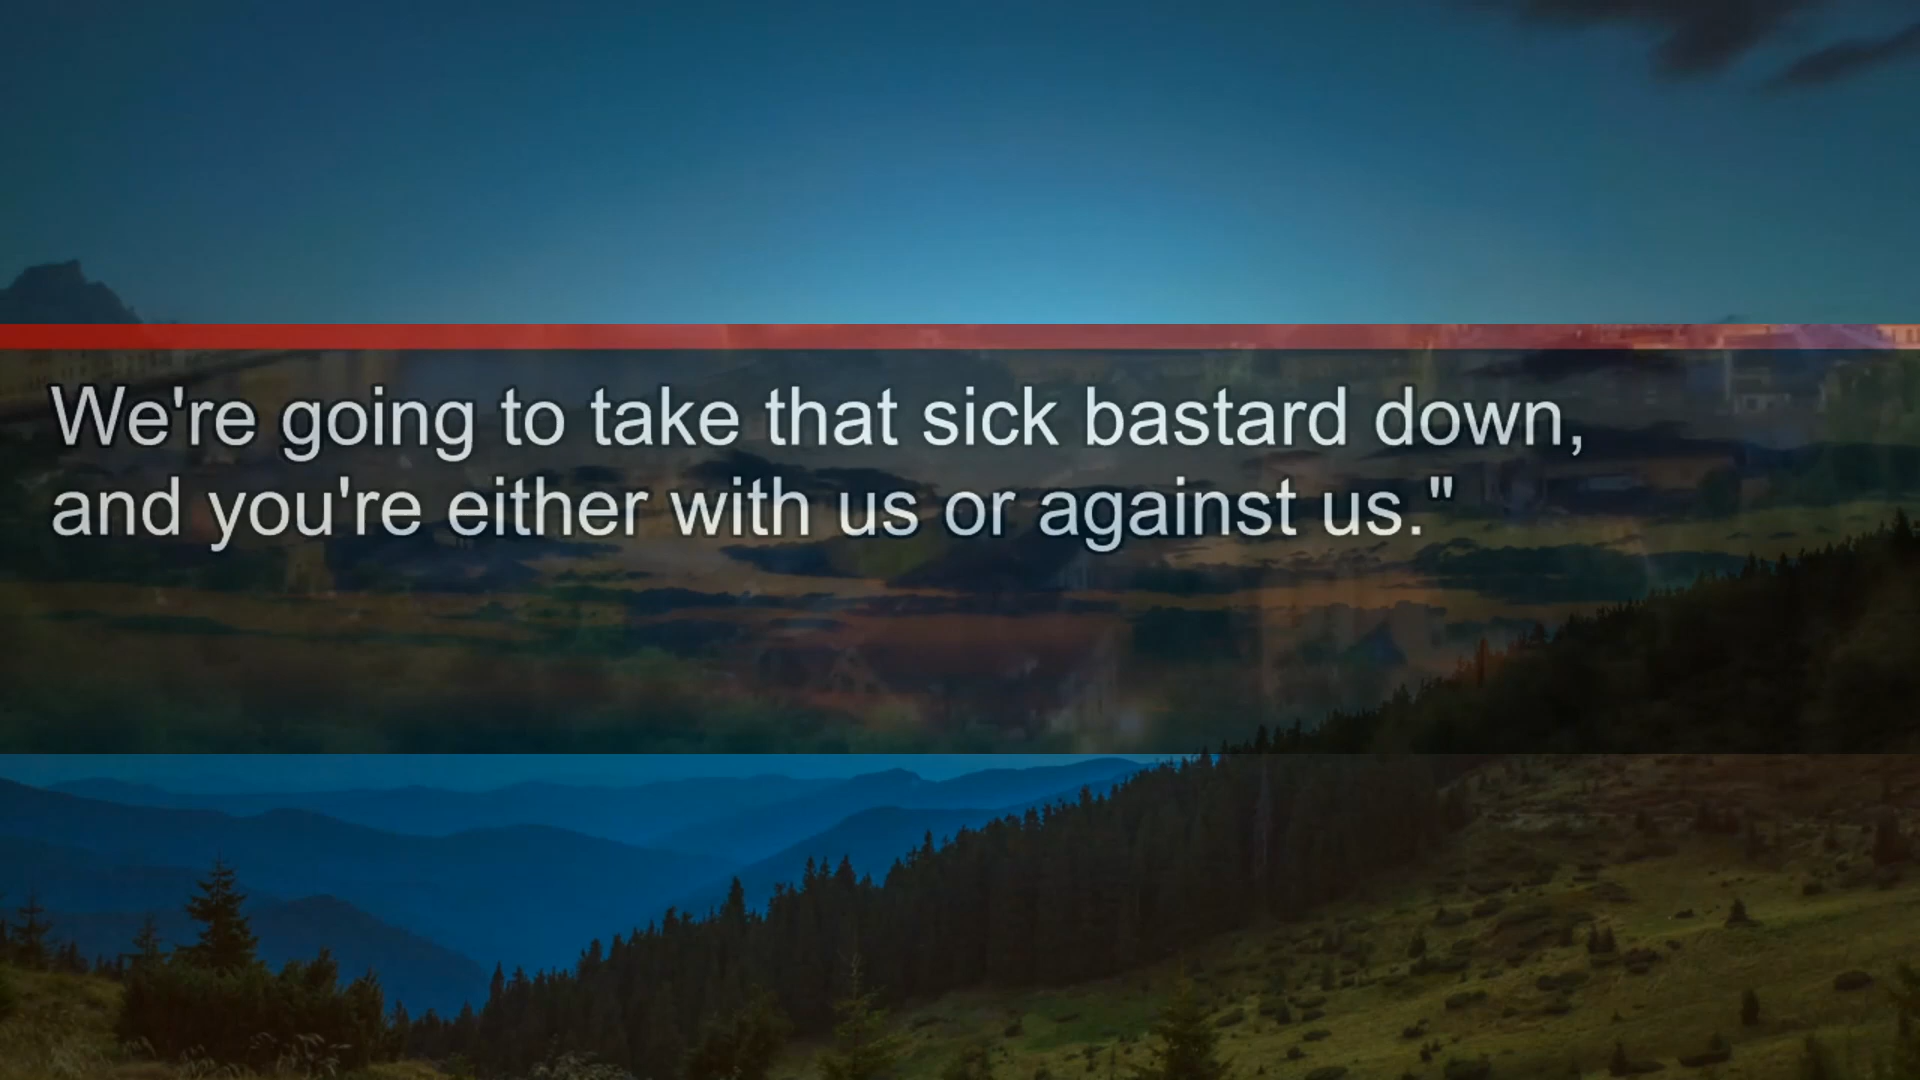 We're going to take that sick bastard down,
and you're either with us or against us."